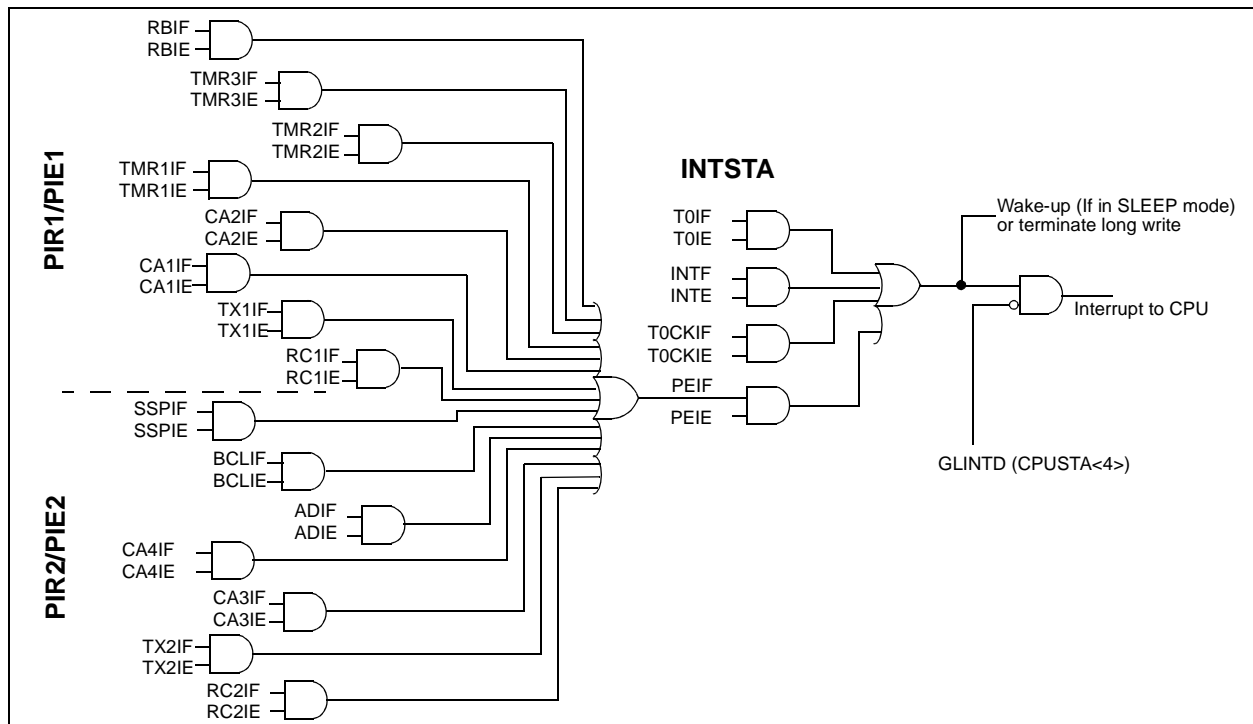 PIR1/PIE1
RBIF
RBIE
TMR3IF
TMR3IE
TMR2IF
TMR2IE
TMR1IF
TMR1IE
CA2IF
CA2IE
CA1IF
CA1IE
TX1IF
TX1IE
RC1IF
RC1IE
PIR2/PIE2
SSPIF
SSPIE
BCLIF
BCLIE
ADIF
ADIE
CA4IF
CA4IE
CA3IF
CA3IE
TX2IF
TX2IE
RC2IF
RC2IE
INTSTA
T0IF
T0IE
INTF
INTE
T0CKIF
T0CKIE
PEIF
PEIE
Wake-up (If in SLEEP mode)
or terminate long write
Interrupt to CPU
GLINTD (CPUSTA<4>)